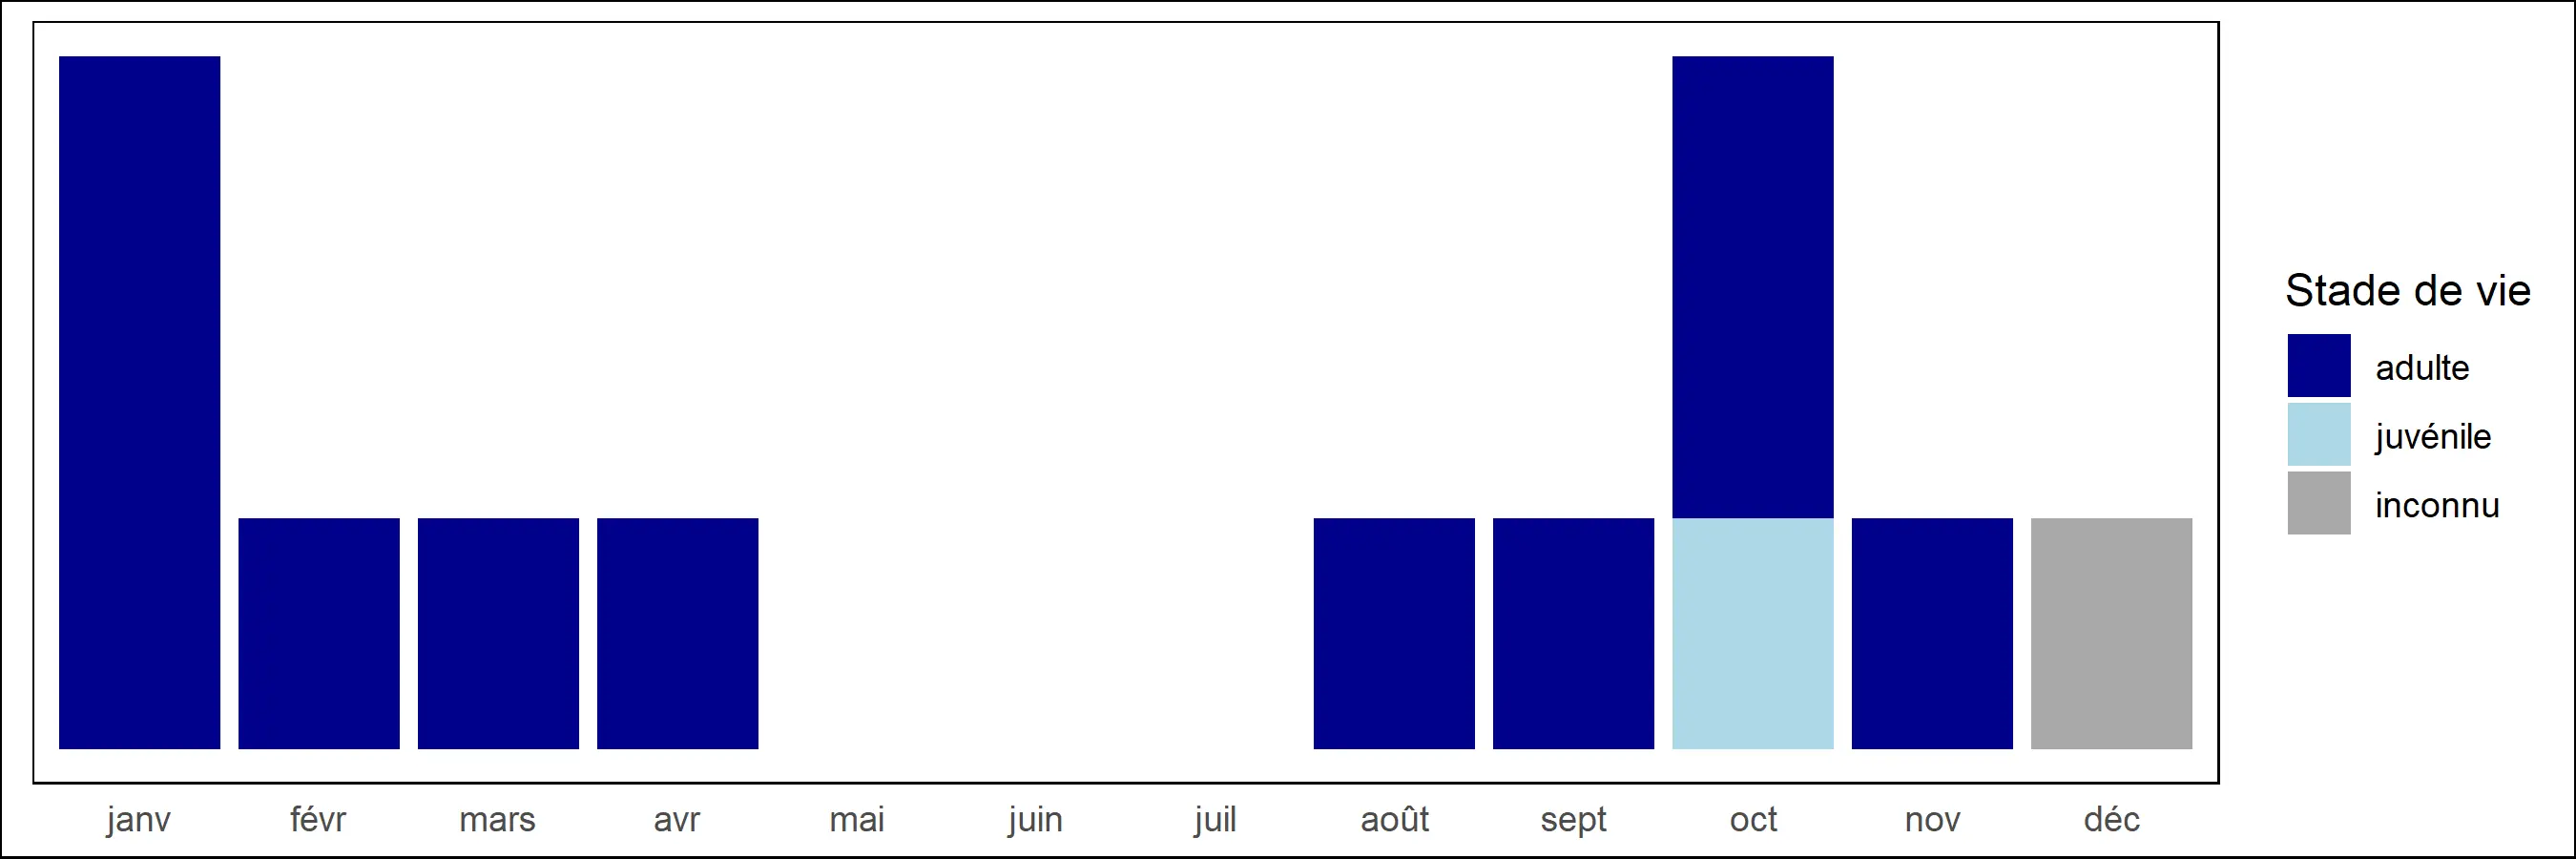 Stade de vie
adulte
juvénile
inconnu
janv févr mars avr mai juin juil août sept oct nov déc